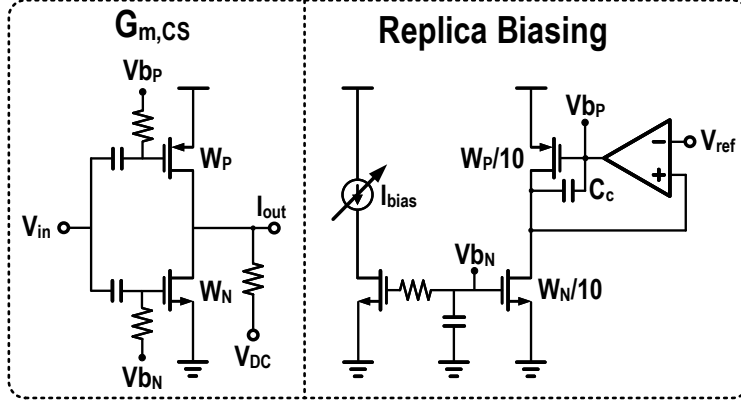 Gm,CS
VbP
WP
Vin
Iout
WN
VDC
VbN
Replica Biasing
Ibias
VbP
WP/10
Cc
Vref
−
+
VbN
WN/10